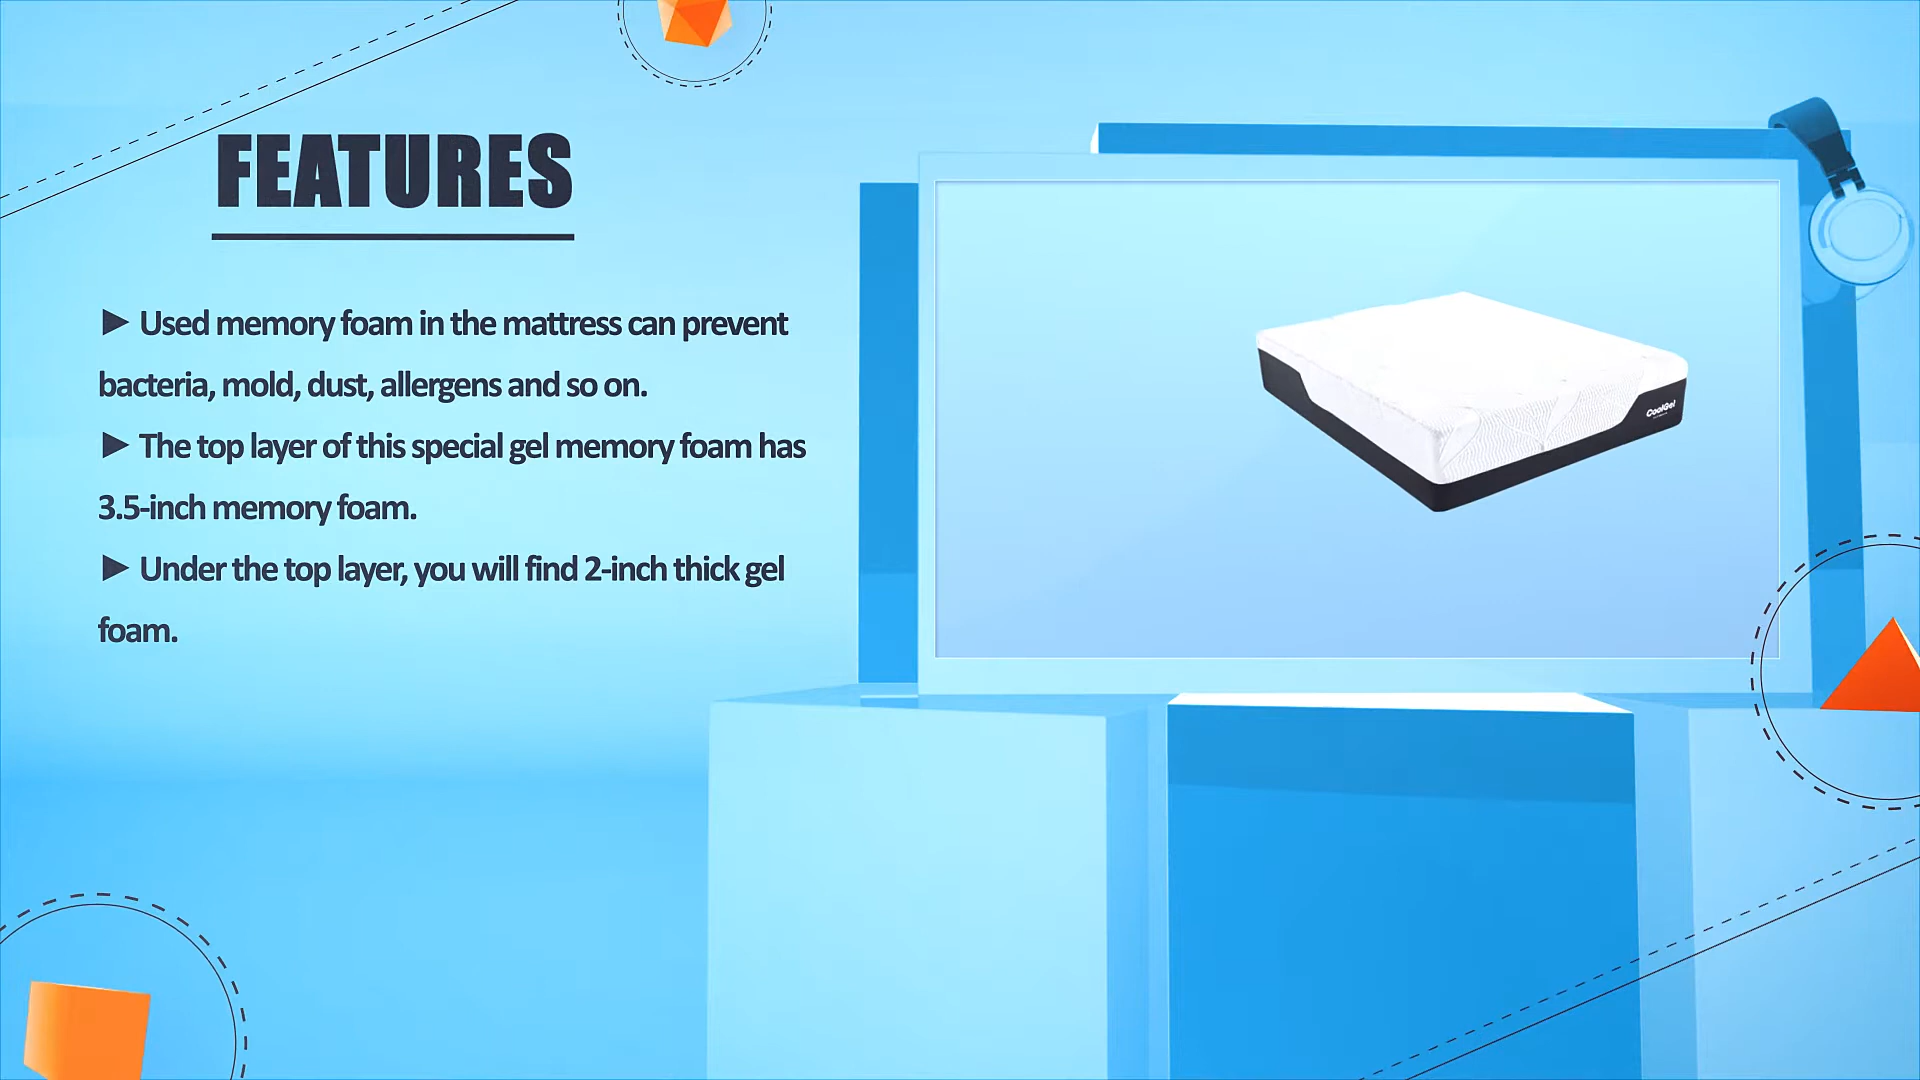 FEATURES
► Used memory foam in the mattress can prevent
bacteria, mold, dust, allergens and so on.
► The top layer of this special gel memory foam has
3.5-inch memory foam.
► Under the top layer, you will find 2-inch thick gel
foam.
CoolGel